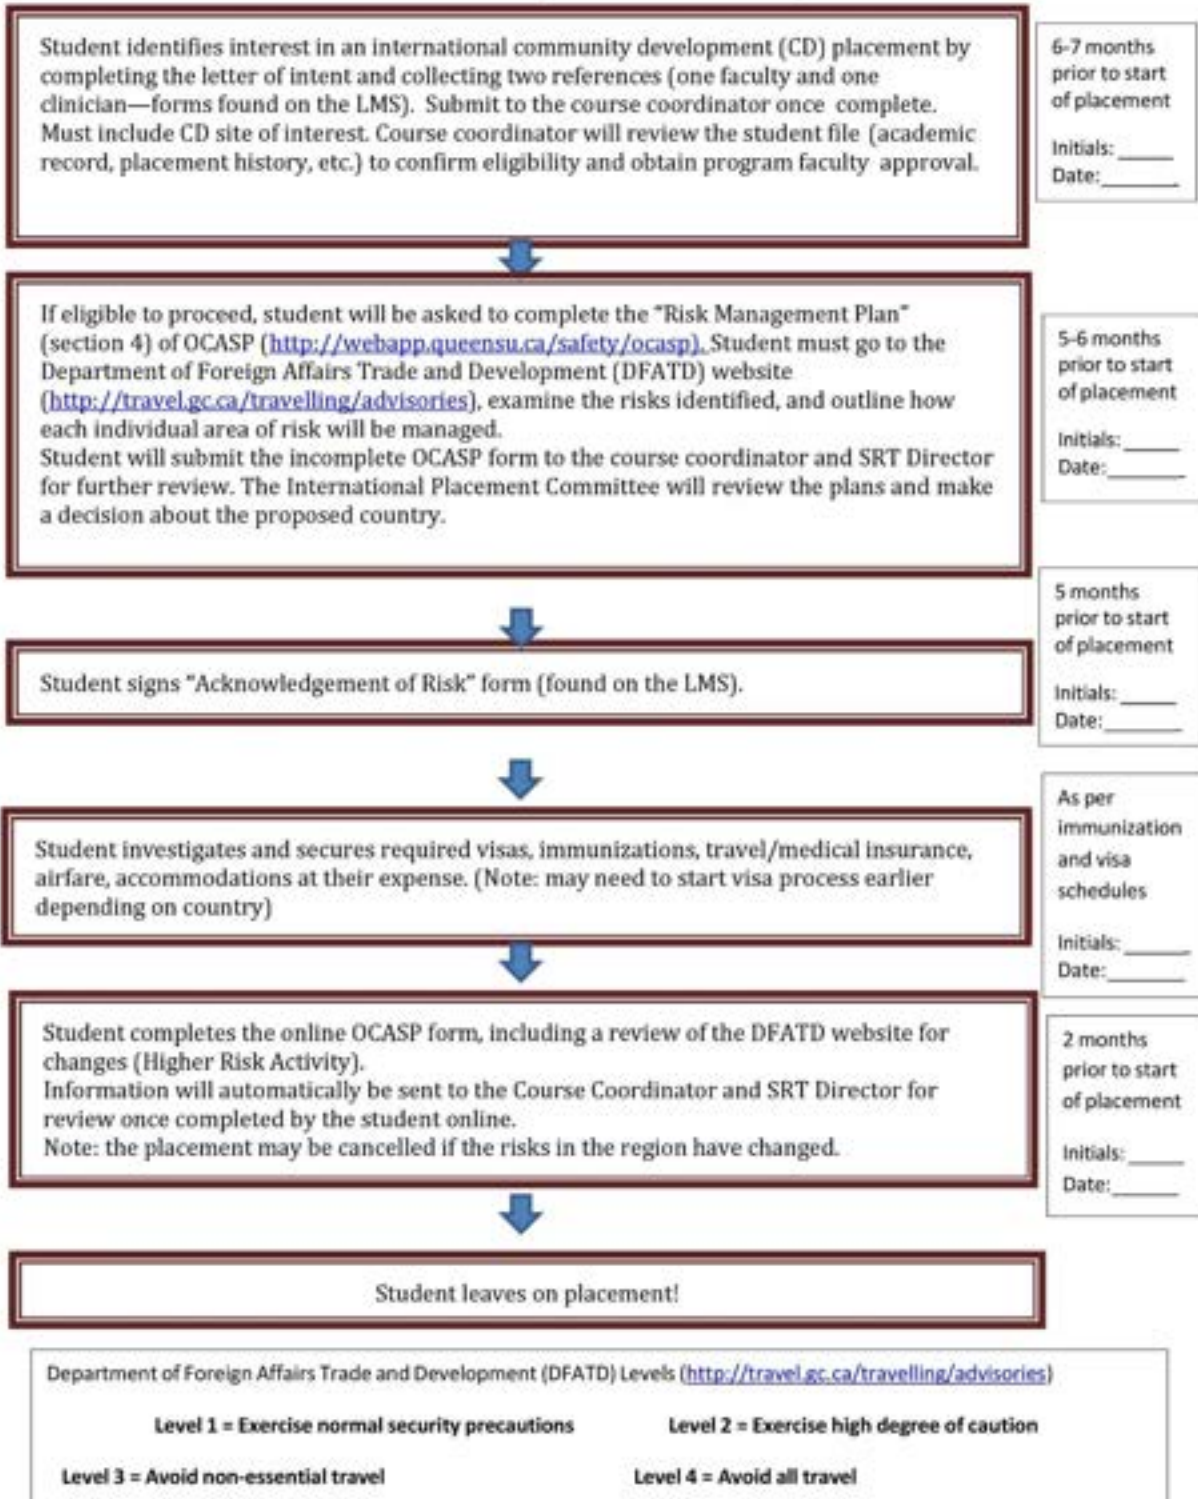 Student identifies interest in an international community development (CD) placement by
completing the letter of intent and collecting two references (one faculty and one
clinician—forms found on the LMS).  Submit to the course coordinator once  complete.
Must include CD site of interest. Course coordinator will review the student file (academic
record, placement history, etc.) to confirm eligibility and obtain program faculty  approval.
6-7 months
prior to start
of placement
Initials: _____
Date:_______
If eligible to proceed, student will be asked to complete the "Risk Management Plan"
(section 4) of OCASP (http://webapp.queensu.ca/safety/ocasp). Student must go to the
Department of Foreign Affairs Trade and Development (DFATD) website
(http://travel.gc.ca/travelling/advisories), examine the risks identified, and outline how
each individual area of risk will be managed.
Student will submit the incomplete OCASP form to the course coordinator and SRT Director
for further review. The International Placement Committee will review the plans and make
a decision about the proposed country.
5-6 months
prior to start
of placement
Initials: _____
Date:_______
Student signs "Acknowledgement of Risk" form (found on the LMS).
5 months
prior to start
of placement
Initials: _____
Date:_______
Student investigates and secures required visas, immunizations, travel/medical insurance,
airfare, accommodations at their expense. (Note: may need to start visa process earlier
depending on country)
As per
immunization
and visa
schedules
Initials: ______
Date:_______
Student completes the online OCASP form, including a review of the DFATD website for
changes (Higher Risk Activity).
Information will automatically be sent to the Course Coordinator and SRT Director for
review once completed by the student online.
Note: the placement may be cancelled if the risks in the region have changed.
2 months
prior to start
of placement
Initials: _____
Date:______
Student leaves on placement!
Department of Foreign Affairs Trade and Development (DFATD) Levels (http://travel.gc.ca/travelling/advisories)
Level 1 = Exercise normal security precautions Level 2 = Exercise high degree of caution
Level 3 = Avoid non-essential travel Level 4 = Avoid all travel